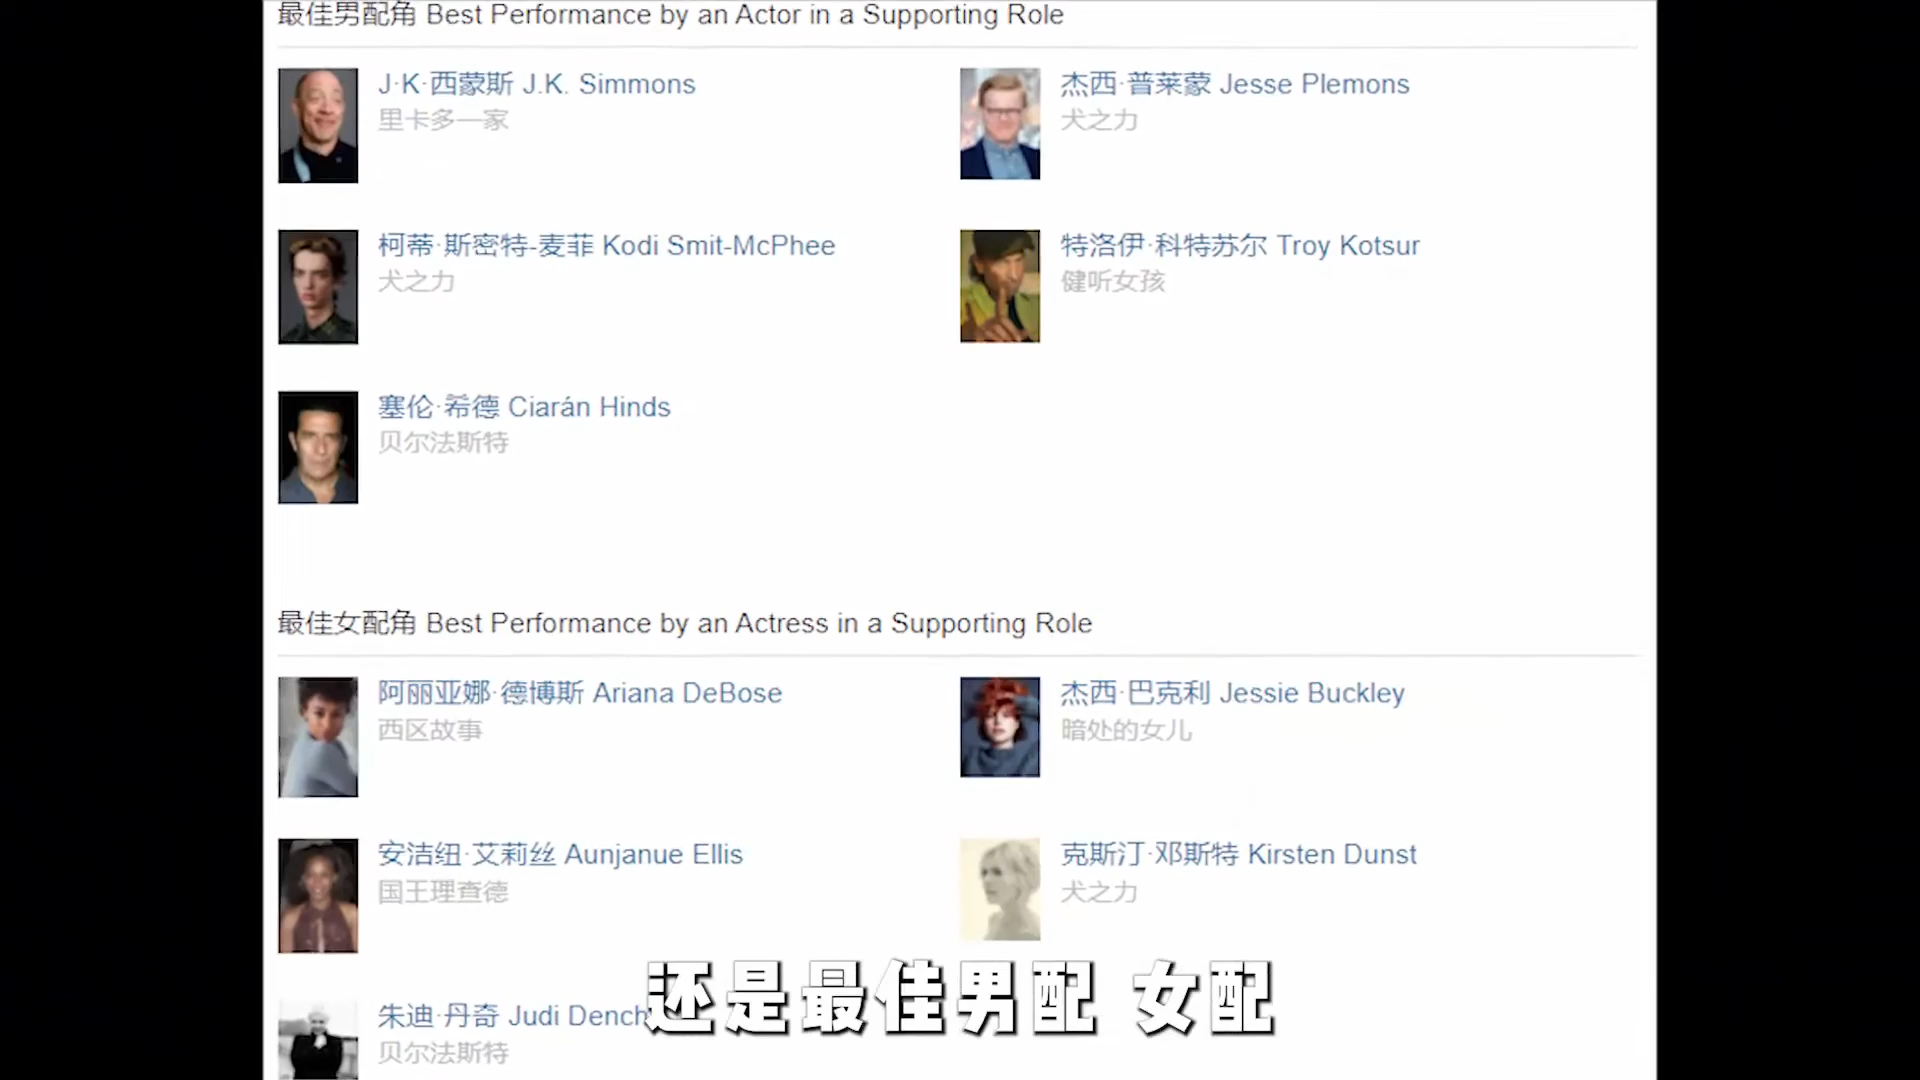 最佳男配角 Best Performance by an Actor in a Supporting Role
J·K·西蒙斯 J.K. Simmons
里卡多一家
杰西·普莱蒙 Jesse Plemons
犬之力
柯蒂·斯密特-麦菲 Kodi Smit-McPhee
犬之力
特洛伊·科特苏尔 Troy Kotsur
健听女孩
塞伦·希德 Ciarán Hinds
贝尔法斯特
最佳女配角 Best Performance by an Actress in a Supporting Role
阿丽亚娜·德博斯 Ariana DeBose
西区故事
杰西·巴克利 Jessie Buckley
暗处的女儿
安洁纽·艾莉丝 Aunjanue Ellis
国王理查德
克斯汀·邓斯特 Kirsten Dunst
犬之力
朱迪·丹奇 Judi Dench
贝尔法斯特
还是最佳男配 女配